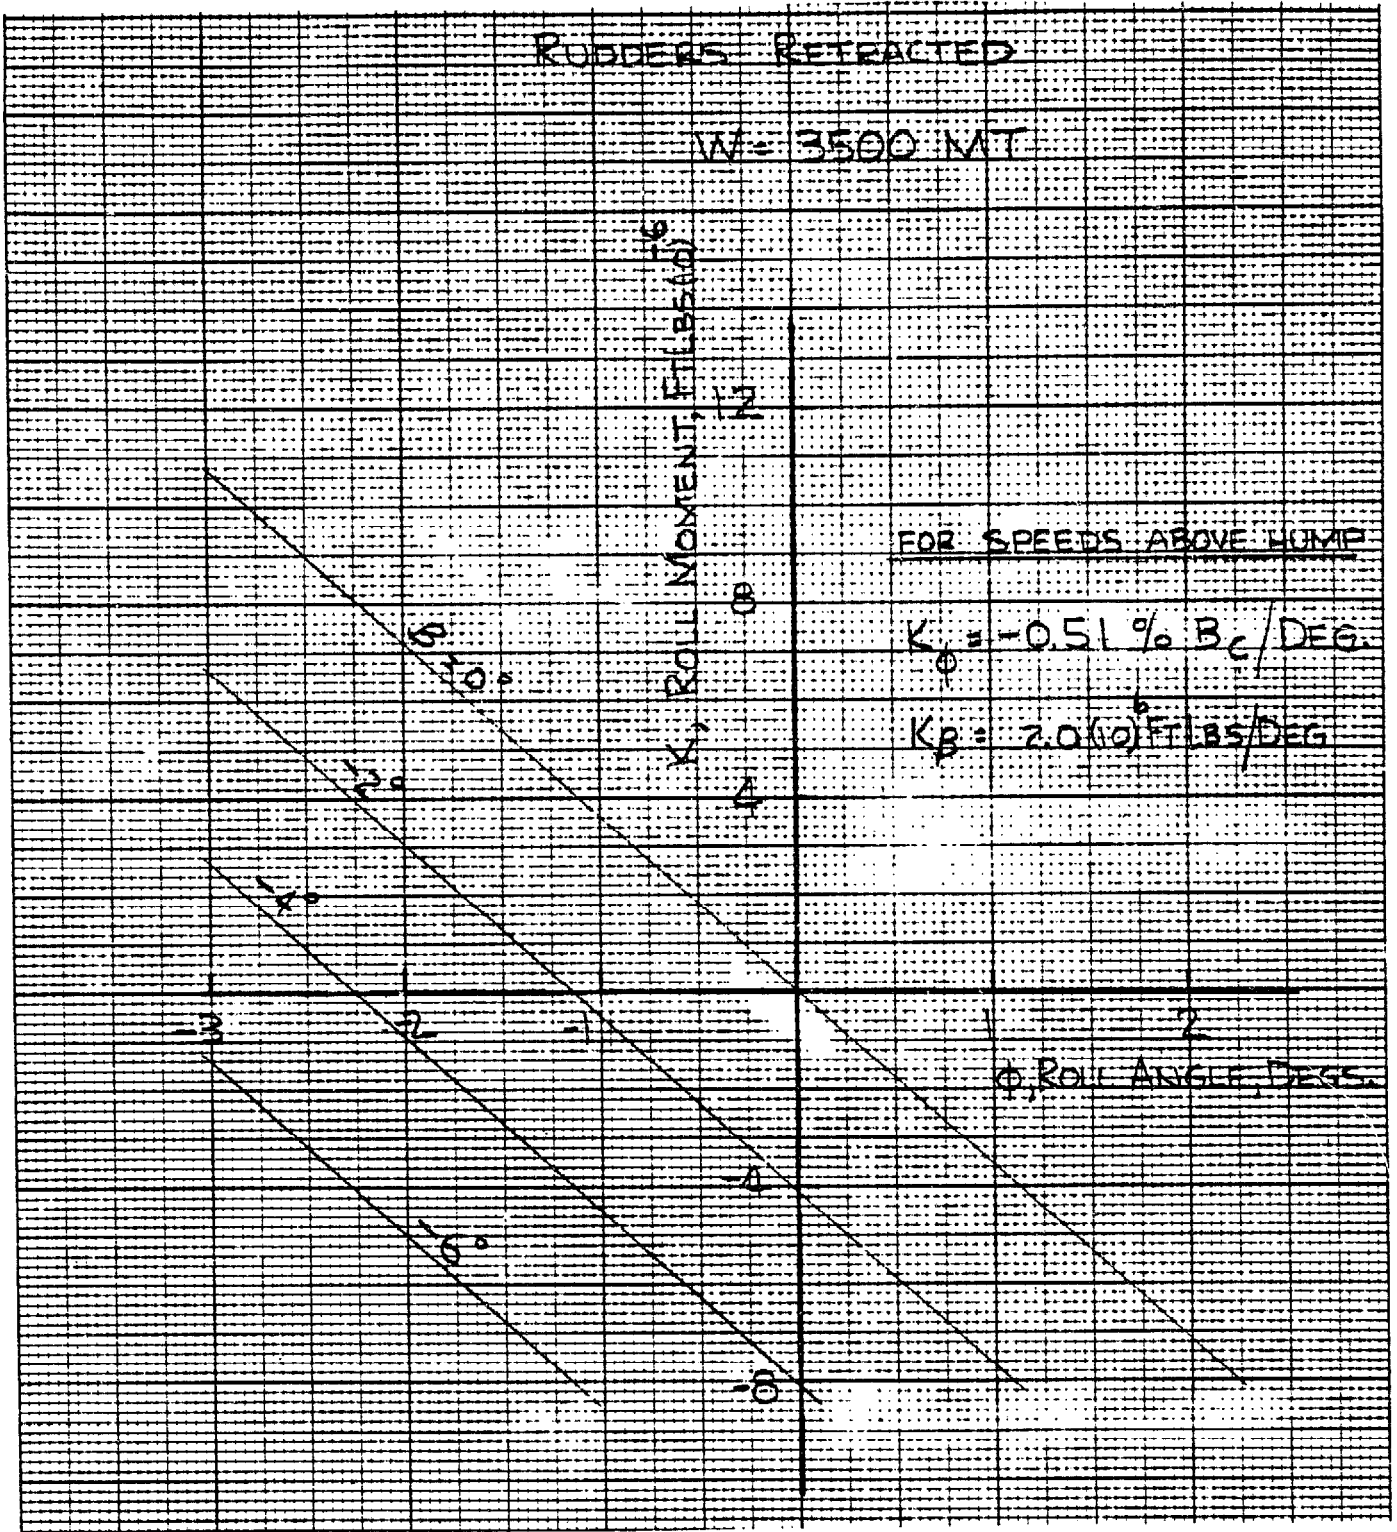 RUDDERS RETRACTED
W = 3500 MT
K, ROLL MOMENT, FT LBS (10)⁻⁶
12
FOR SPEEDS ABOVE HUMP
8
Kϕ = -0.51 % BC / DEG.
β = 0°
Kβ = 2.0 (10)⁶ FT LBS/DEG
-2°
4
-4°
-3 -2 -1 1 2
ϕ, ROLL ANGLE, DEGS.
-4
-6°
-8